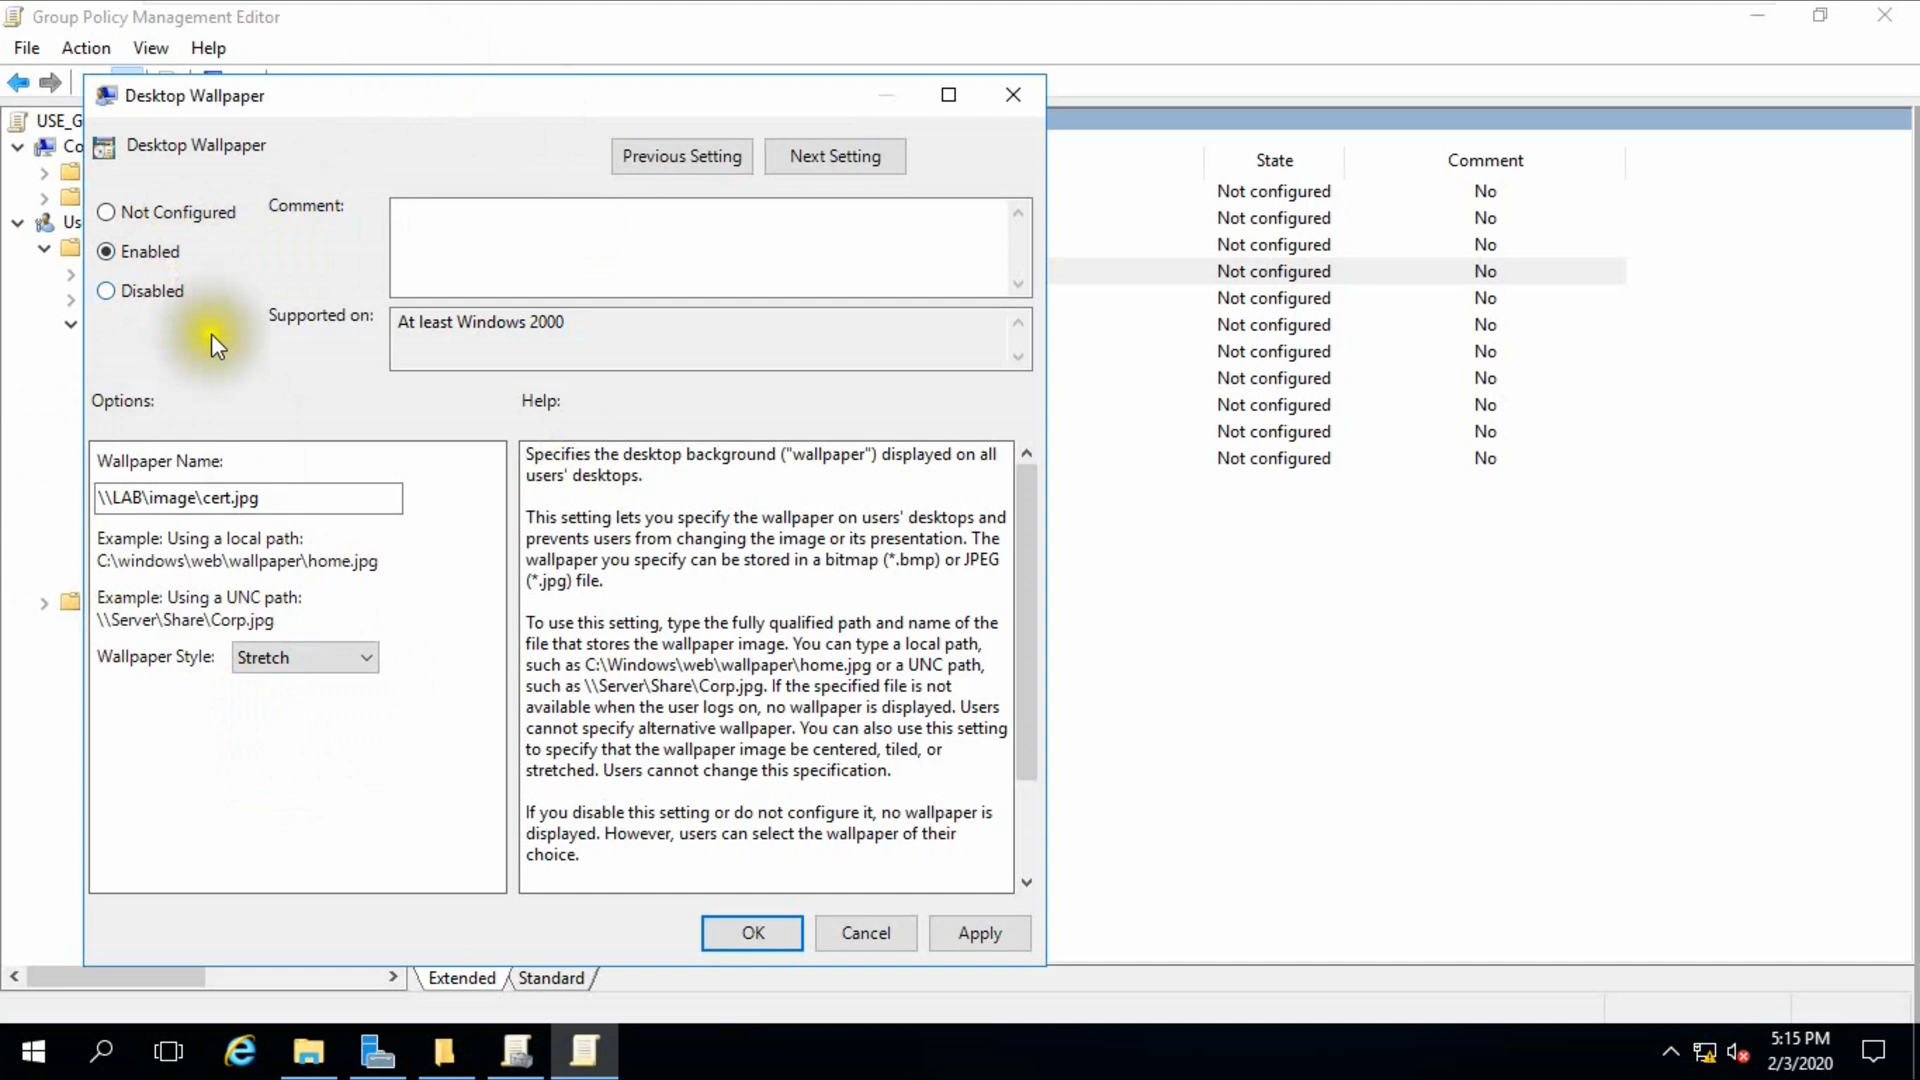 Group Policy Management Editor
File Action View Help
Desktop Wallpaper
Desktop Wallpaper
Previous Setting
Next Setting
Not Configured
Enabled
Disabled
Comment:
Supported on:
At least Windows 2000
Options:
Help:
Wallpaper Name:
\\LAB\image\cert.jpg
Example: Using a local path:
C:\windows\web\wallpaper\home.jpg
Example: Using a UNC path:
\\Server\Share\Corp.jpg
Wallpaper Style: Stretch
Specifies the desktop background ("wallpaper") displayed on all
users' desktops.
This setting lets you specify the wallpaper on users' desktops and
prevents users from changing the image or its presentation. The
wallpaper you specify can be stored in a bitmap (*.bmp) or JPEG
(*.jpg) file.
To use this setting, type the fully qualified path and name of the
file that stores the wallpaper image. You can type a local path,
such as C:\Windows\web\wallpaper\home.jpg or a UNC path,
such as \\Server\Share\Corp.jpg. If the specified file is not
available when the user logs on, no wallpaper is displayed. Users
cannot specify alternative wallpaper. You can also use this setting
to specify that the wallpaper image be centered, tiled, or
stretched. Users cannot change this specification.
If you disable this setting or do not configure it, no wallpaper is
displayed. However, users can select the wallpaper of their
choice.
OK
Cancel
Apply
USE_G
Co
Us
State Comment
Not configured No
Not configured No
Not configured No
Not configured No
Not configured No
Not configured No
Not configured No
Not configured No
Not configured No
Not configured No
Not configured No
Extended
Standard
5:15 PM
2/3/2020